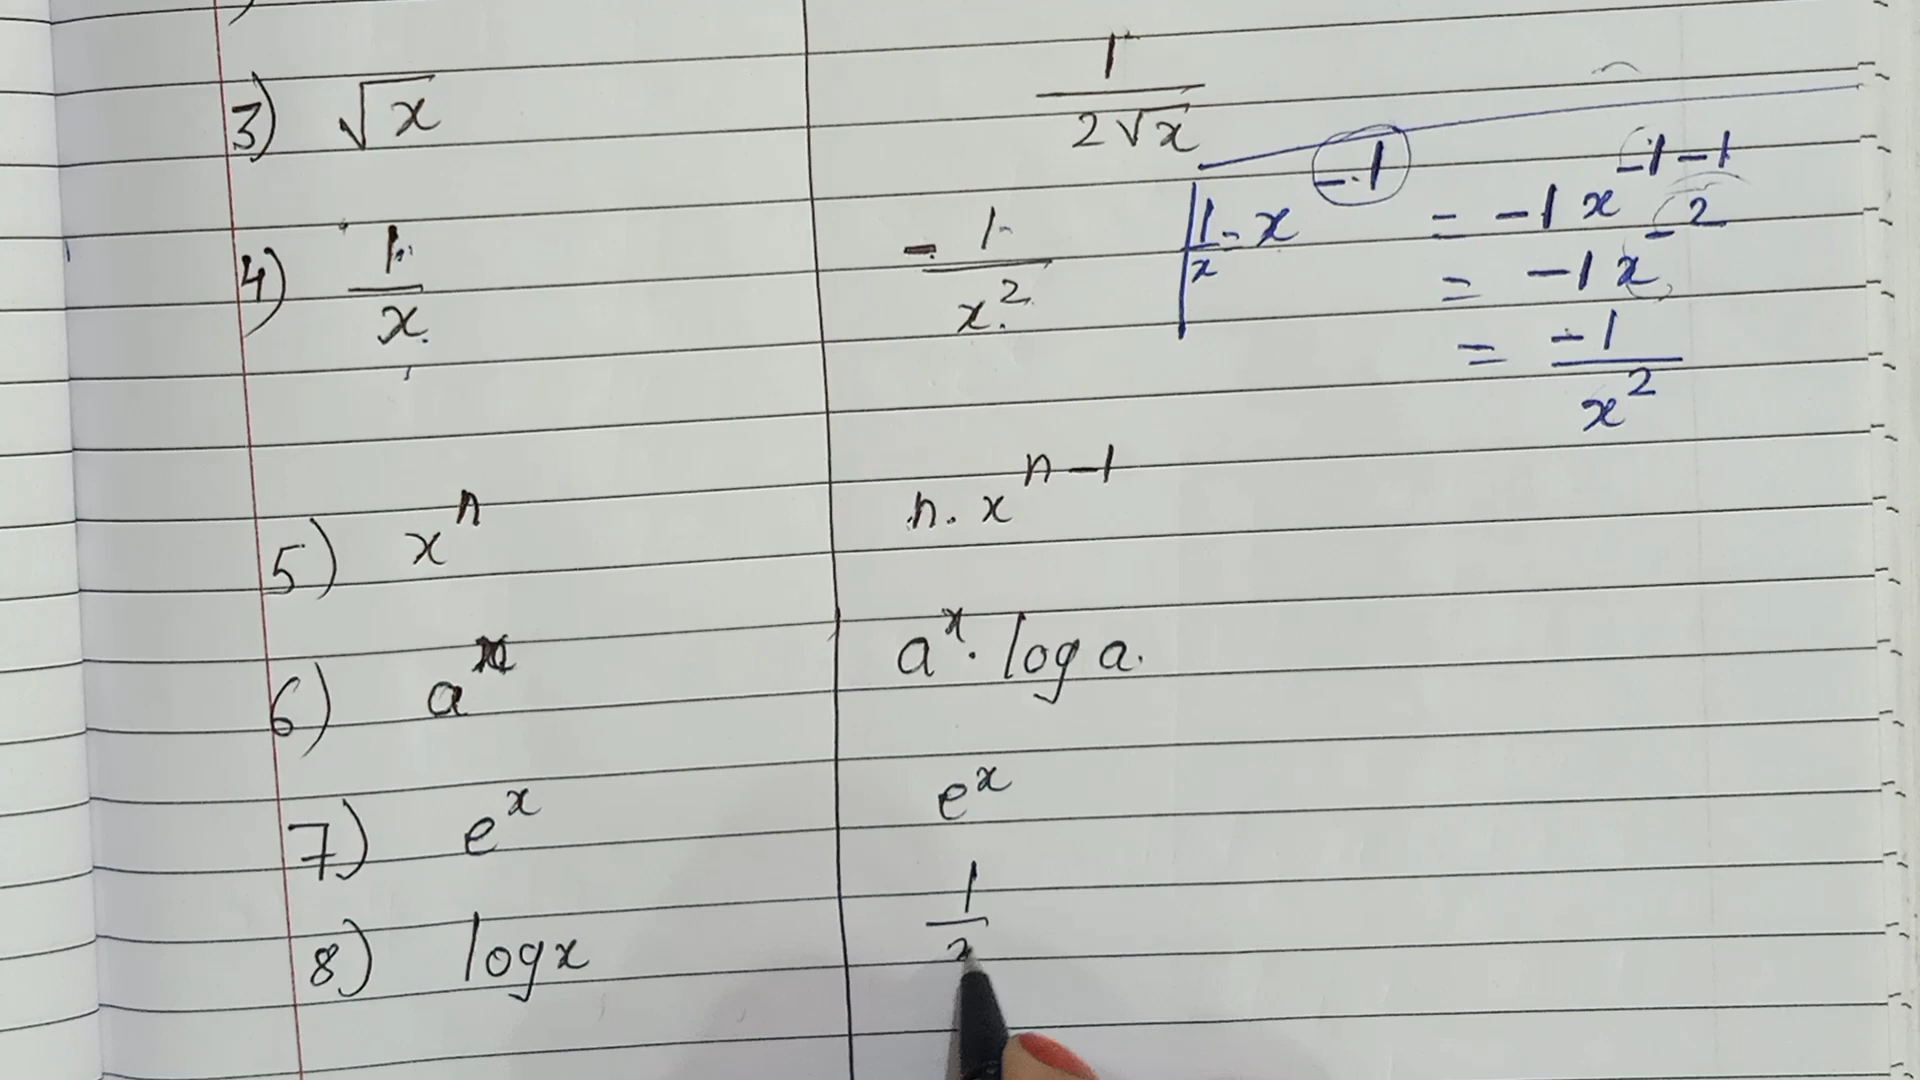 3) √x 1/(2√x)
4) 1/x - 1/x² 1/x - x^(-1) = -1 x^(-1-1)
= -1 x^(-2)
= -1/x²
5) xⁿ n. x^(n-1)
6) a^x a^x . log a.
7) e^x e^x
8) log x 1/x